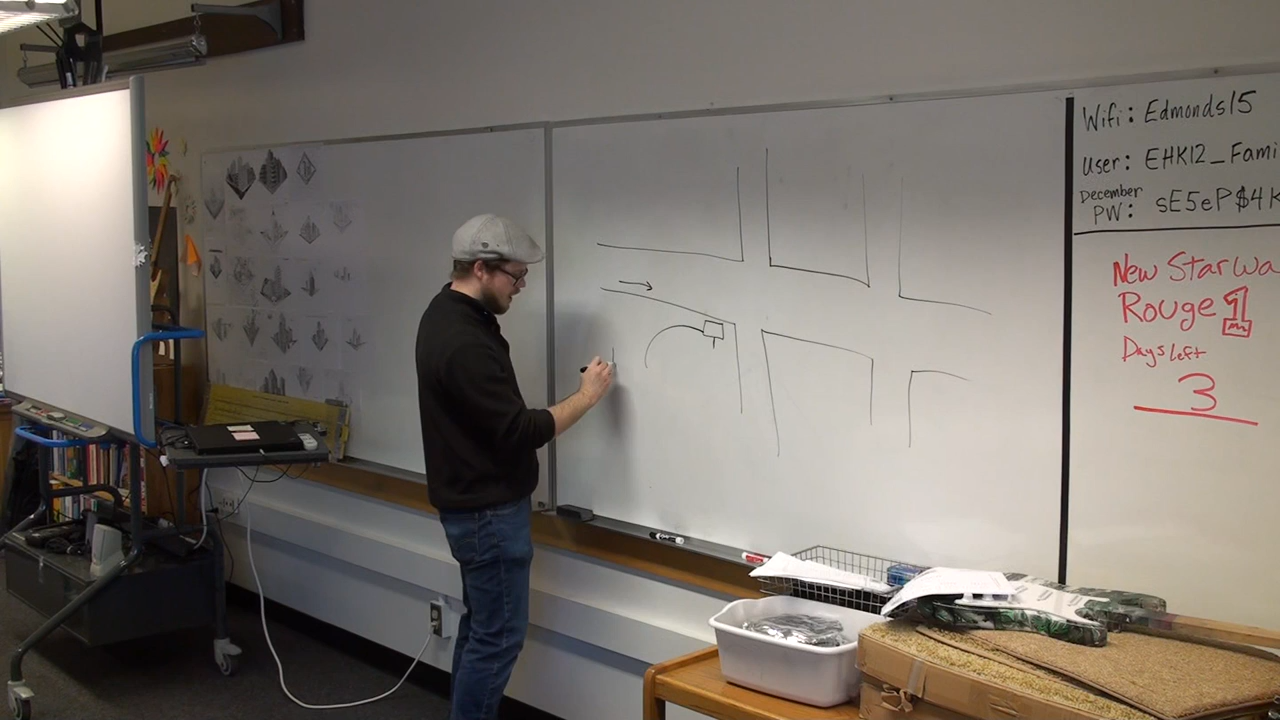 Wifi: Edmonds15
User: EHK12_Fami
December
PW: sE5eP$4K
New Star Wa
Rouge 1
Days Left
3